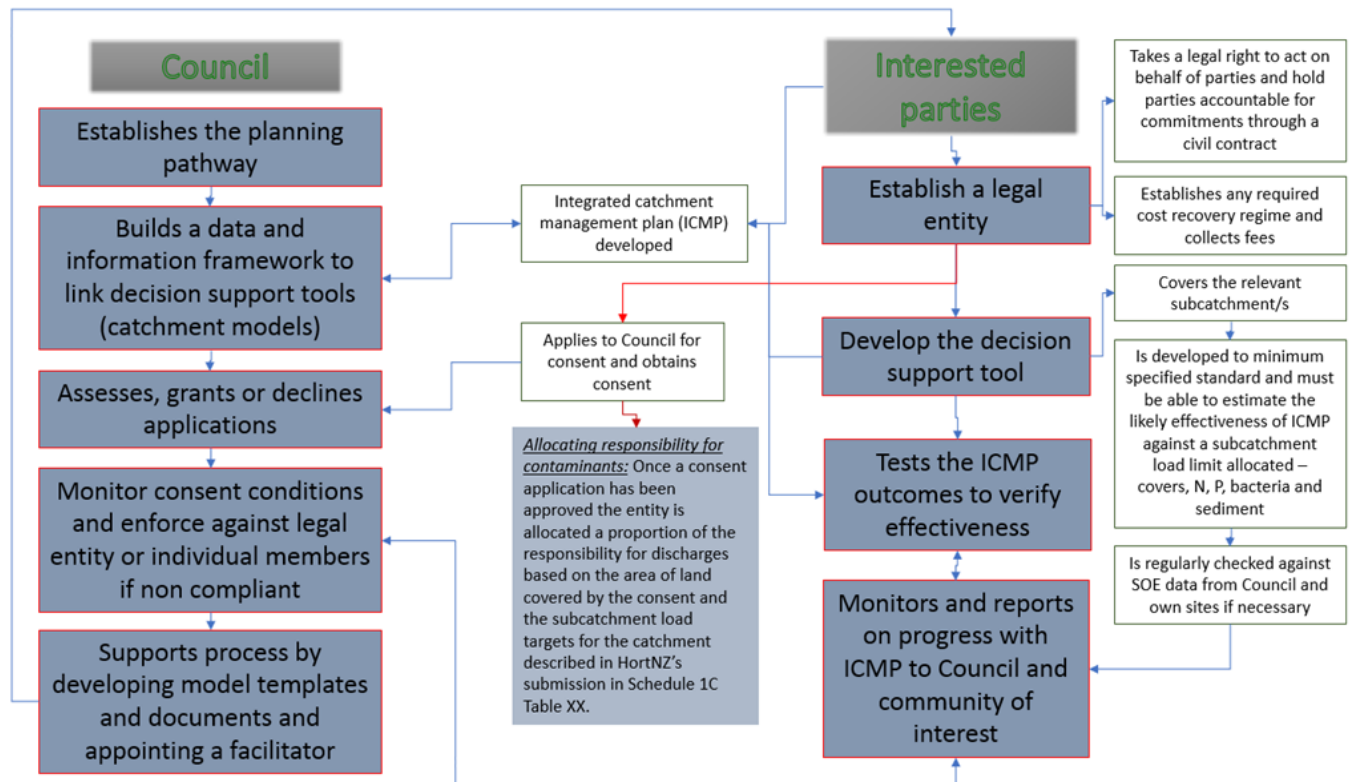 Council
Establishes the planning
pathway
Builds a data and
information framework to
link decision support tools
(catchment models)
Assesses, grants or declines
applications
Monitor consent conditions
and enforce against legal
entity or individual members
if non compliant
Supports process by
developing model templates
and documents and
appointing a facilitator
Integrated catchment
management plan (ICMP)
developed
Applies to Council for
consent and obtains
consent
Allocating responsibility for
contaminants: Once a consent
application has been
approved the entity is
allocated a proportion of the
responsibility for discharges
based on the area of land
covered by the consent and
the subcatchment load
targets for the catchment
described in HortNZ's
submission in Schedule 1C
Table XX.
Interested
parties
Establish a legal
entity
Develop the decision
support tool
Tests the ICMP
outcomes to verify
effectiveness
Monitors and reports
on progress with
ICMP to Council and
community of
interest
Takes a legal right to act on
behalf of parties and hold
parties accountable for
commitments through a
civil contract
Establishes any required
cost recovery regime and
collects fees
Covers the relevant
subcatchment/s
Is developed to minimum
specified standard and must
be able to estimate the
likely effectiveness of ICMP
against a subcatchment
load limit allocated –
covers, N, P, bacteria and
sediment
Is regularly checked against
SOE data from Council and
own sites if necessary